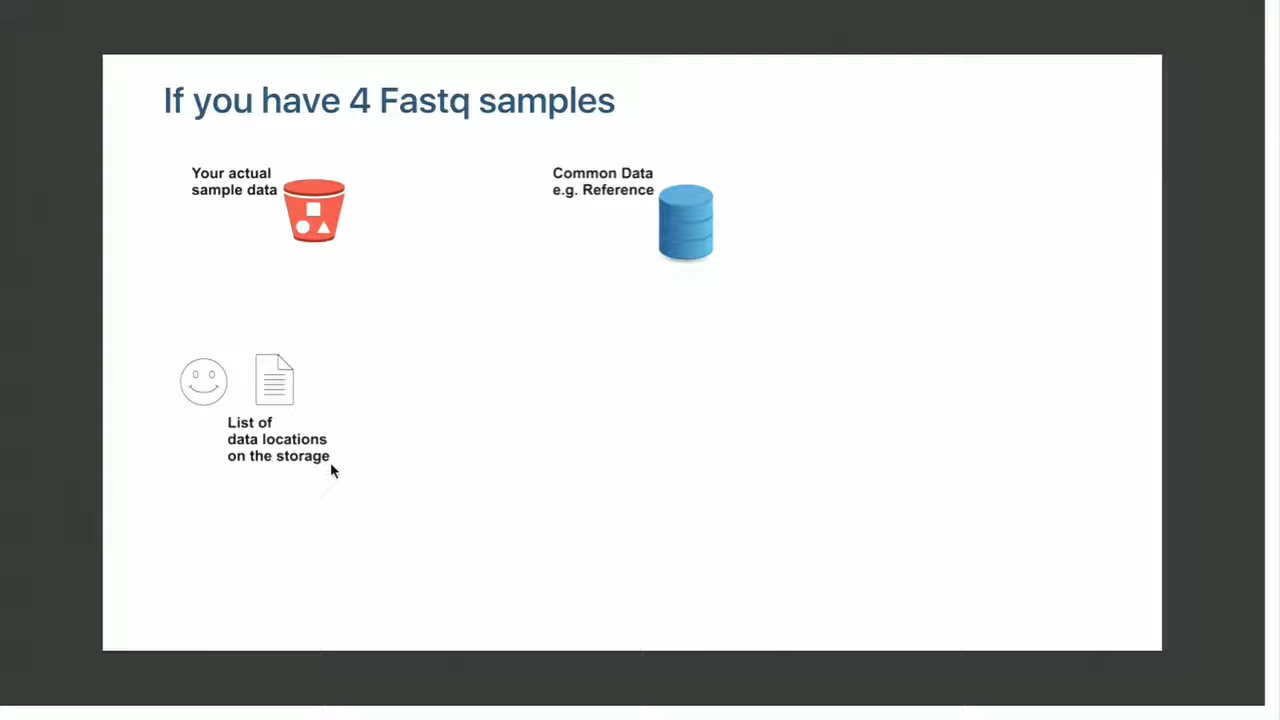 If you have 4 Fastq samples
Your actual
sample data
Common Data
e.g. Reference
List of
data locations
on the storage